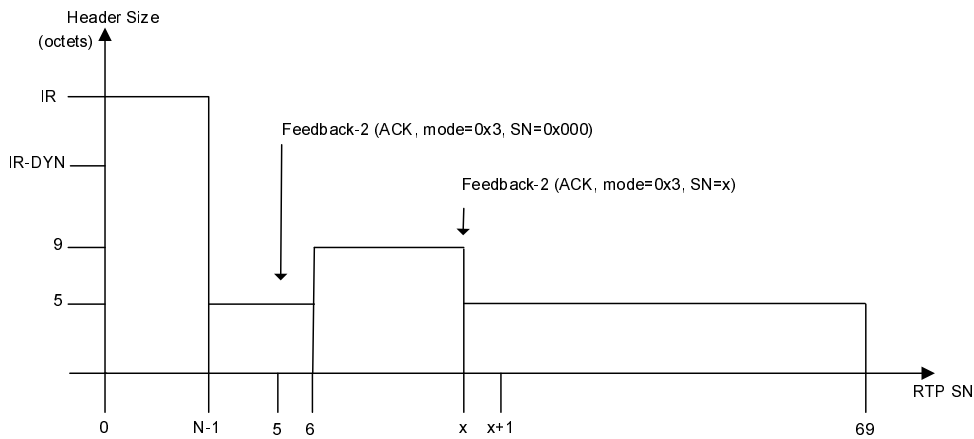 Header Size
(octets)
IR
Feedback-2 (ACK, mode=0x3, SN=0x000)
IR-DYN
Feedback-2 (ACK, mode=0x3, SN=x)
9
5
RTP SN
0
N-1
5
6
x
x+1
69